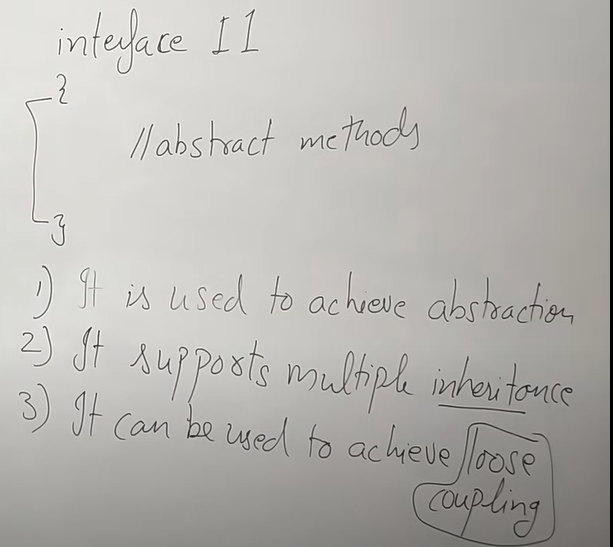 interface I1
{
//abstract methods
}
1) It is used to achieve abstraction
2) It supports multiple inheritance
3) It can be used to achieve loose
coupling